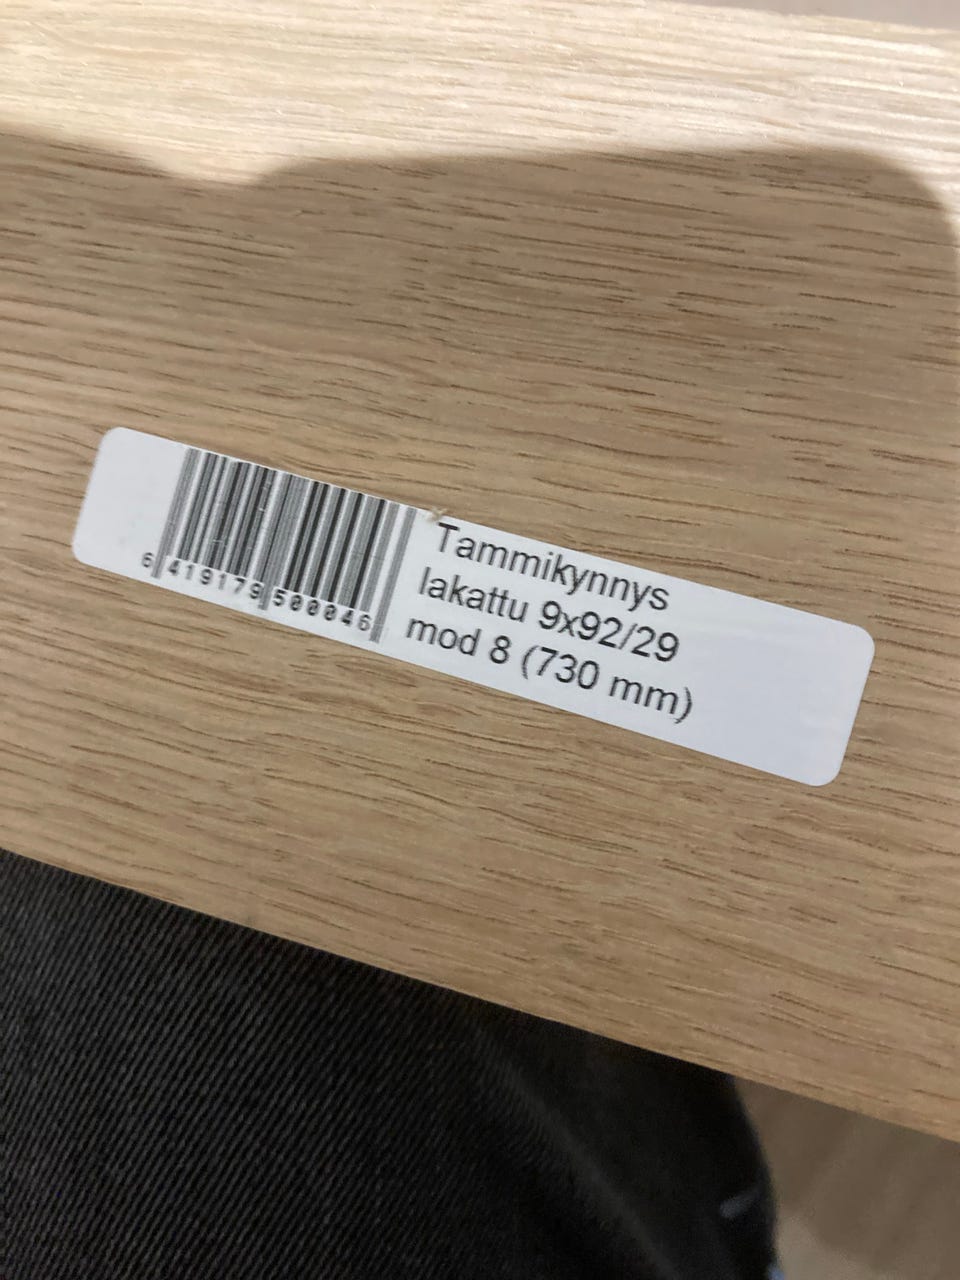 Tammikynnys
lakattu 9x92/29
mod 8 (730 mm)
6 419179 500046